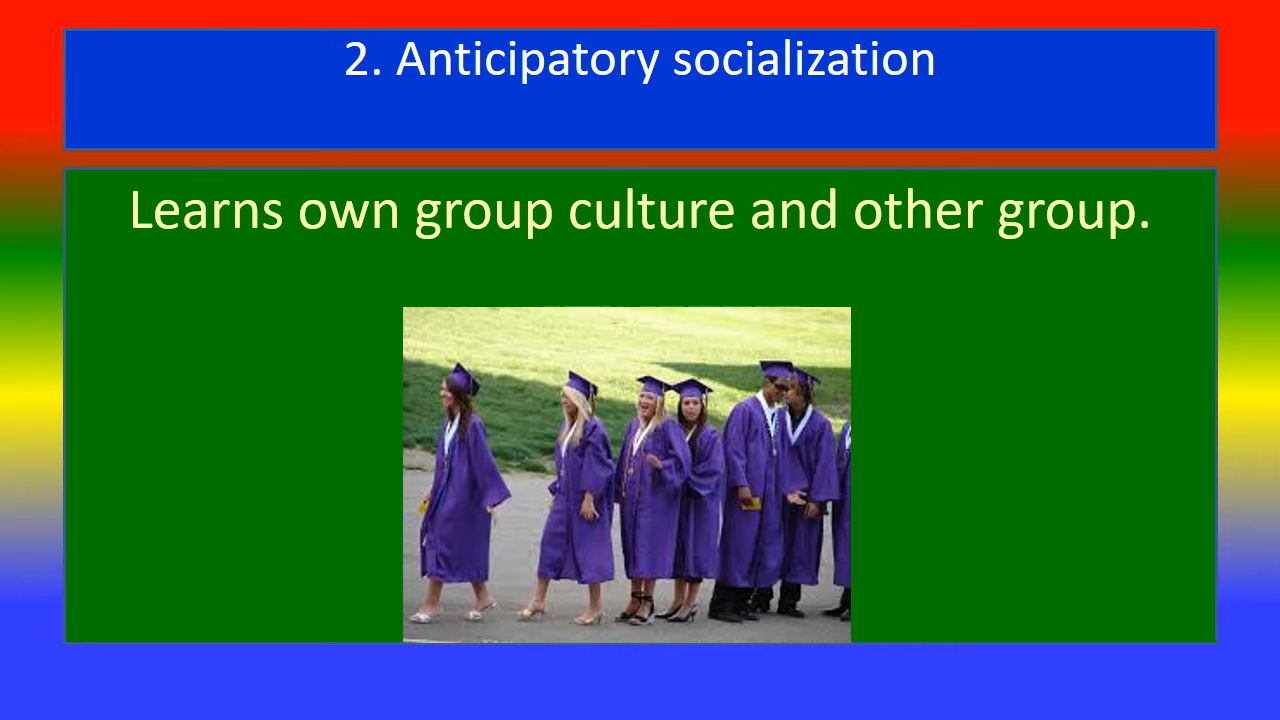 2. Anticipatory socialization
Learns own group culture and other group.